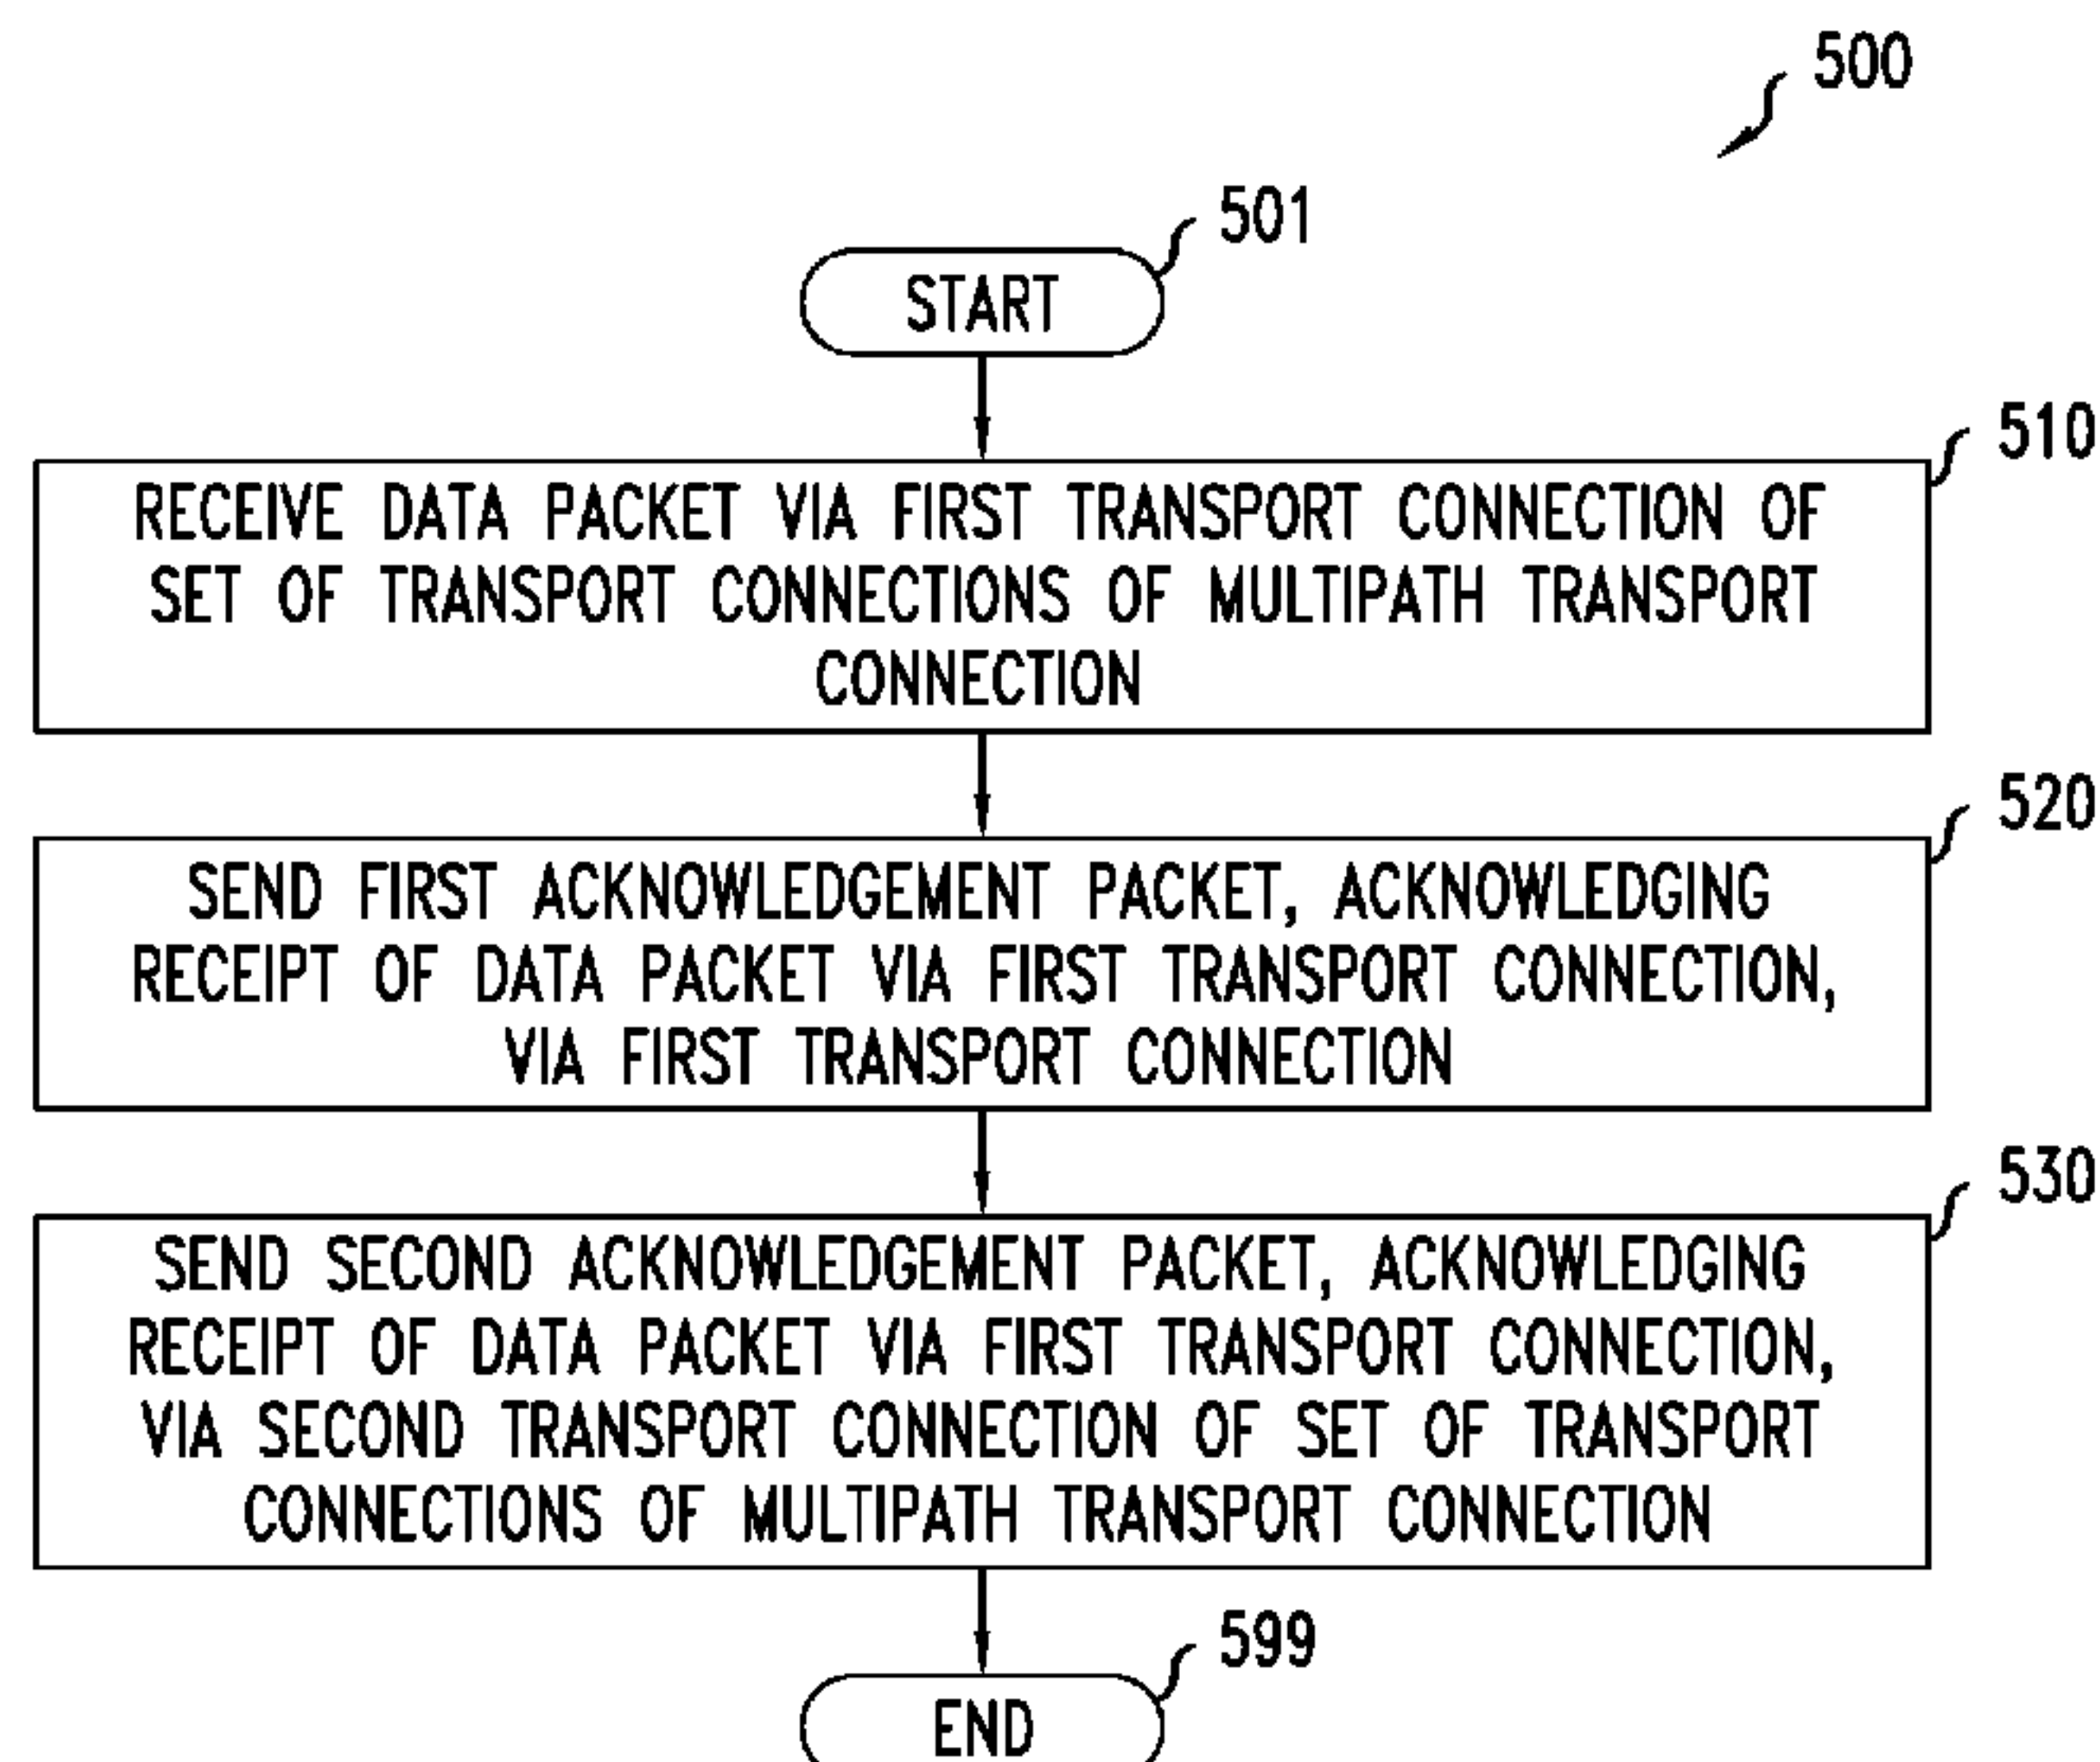 500
501
START
510
RECEIVE DATA PACKET VIA FIRST TRANSPORT CONNECTION OF
SET OF TRANSPORT CONNECTIONS OF MULTIPATH TRANSPORT
CONNECTION
520
SEND FIRST ACKNOWLEDGEMENT PACKET, ACKNOWLEDGING
RECEIPT OF DATA PACKET VIA FIRST TRANSPORT CONNECTION,
VIA FIRST TRANSPORT CONNECTION
530
SEND SECOND ACKNOWLEDGEMENT PACKET, ACKNOWLEDGING
RECEIPT OF DATA PACKET VIA FIRST TRANSPORT CONNECTION,
VIA SECOND TRANSPORT CONNECTION OF SET OF TRANSPORT
CONNECTIONS OF MULTIPATH TRANSPORT CONNECTION
599
END